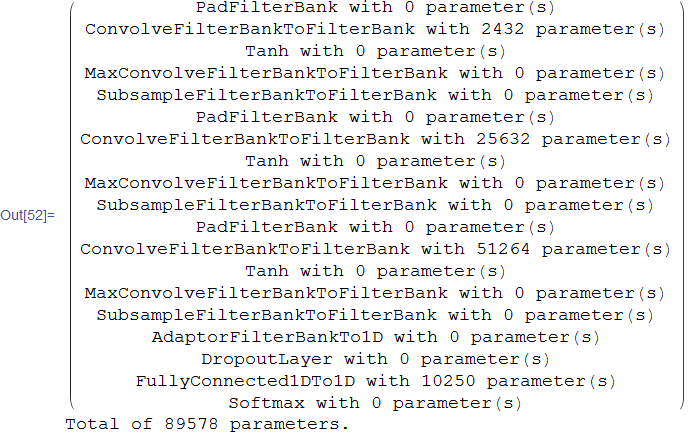 PadFilterBank with 0 parameter(s)
ConvolveFilterBankToFilterBank with 2432 parameter(s)
Tanh with 0 parameter(s)
MaxConvolveFilterBankToFilterBank with 0 parameter(s)
SubsampleFilterBankToFilterBank with 0 parameter(s)
PadFilterBank with 0 parameter(s)
ConvolveFilterBankToFilterBank with 25632 parameter(s)
Tanh with 0 parameter(s)
MaxConvolveFilterBankToFilterBank with 0 parameter(s)
Out[52]= SubsampleFilterBankToFilterBank with 0 parameter(s)
PadFilterBank with 0 parameter(s)
ConvolveFilterBankToFilterBank with 51264 parameter(s)
Tanh with 0 parameter(s)
MaxConvolveFilterBankToFilterBank with 0 parameter(s)
SubsampleFilterBankToFilterBank with 0 parameter(s)
AdaptorFilterBankTo1D with 0 parameter(s)
DropoutLayer with 0 parameter(s)
FullyConnected1DTo1D with 10250 parameter(s)
Softmax with 0 parameter(s)
Total of 89578 parameters.